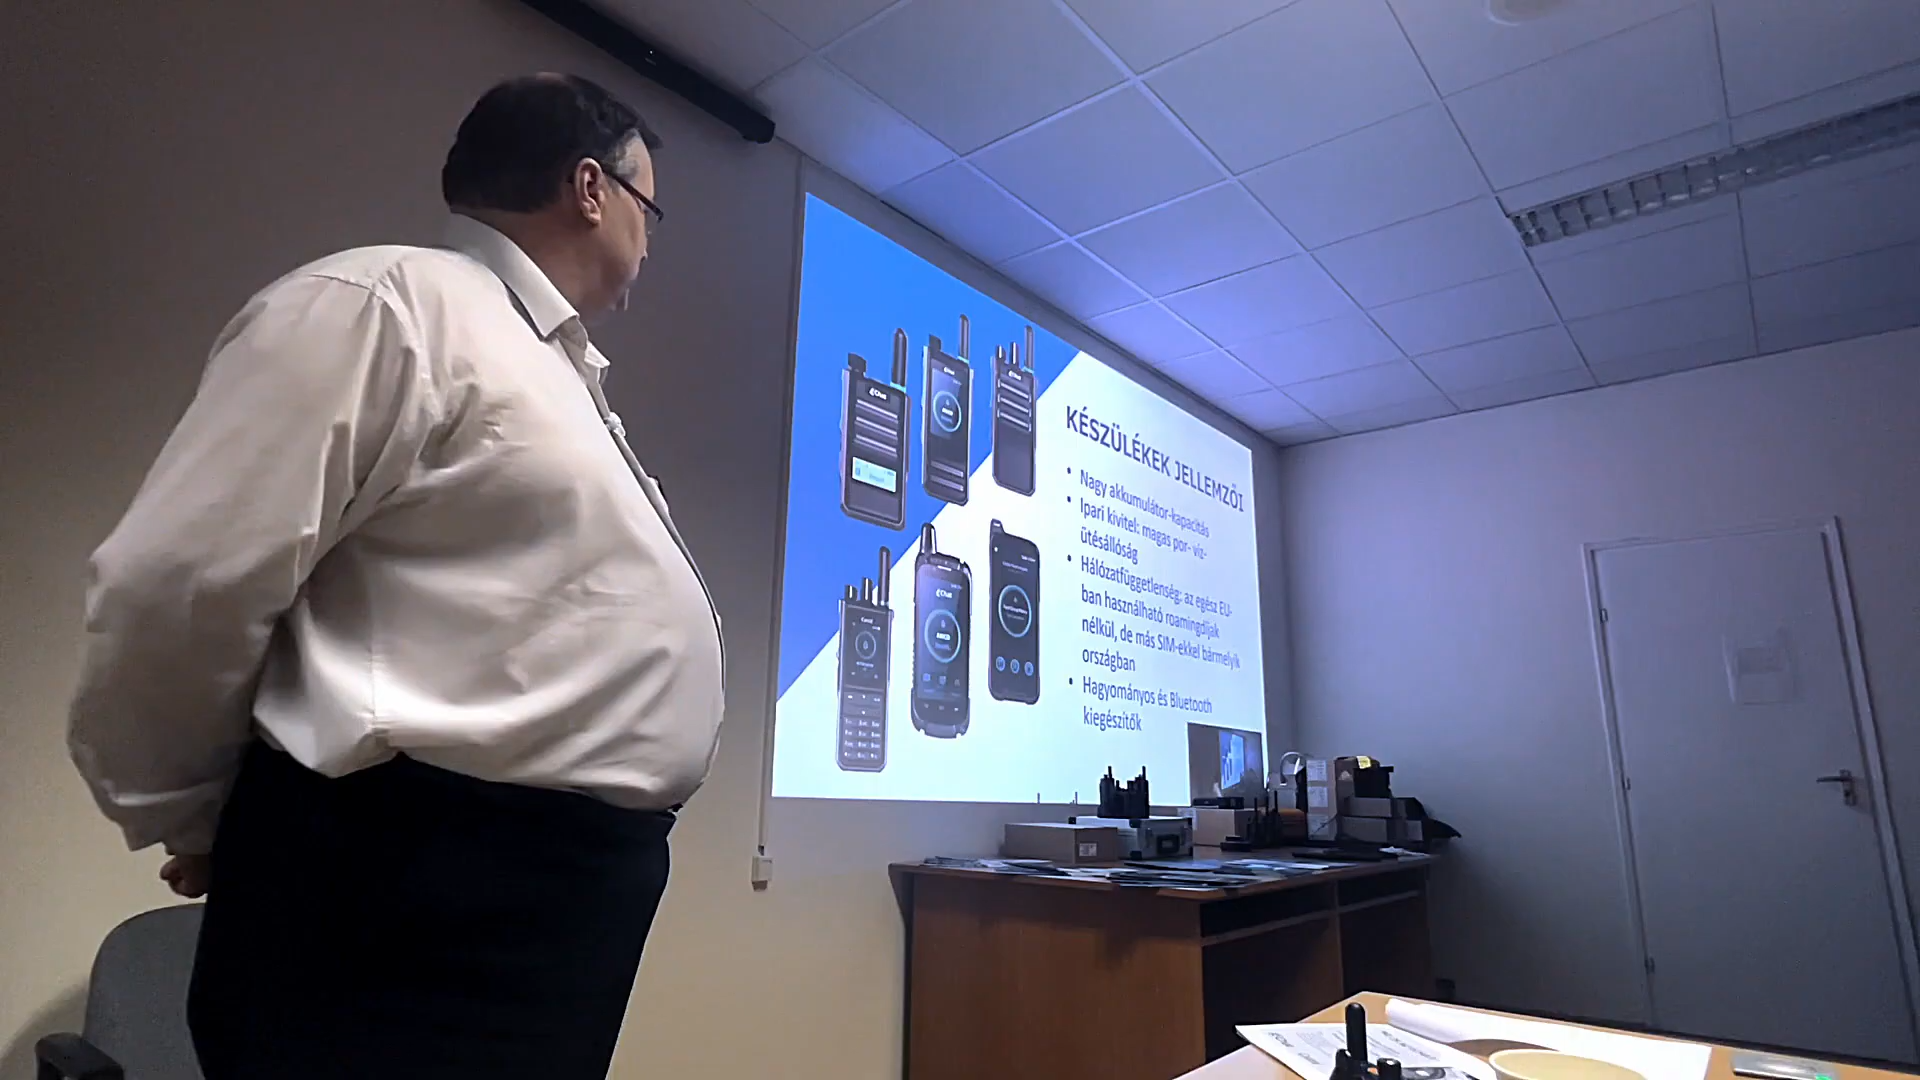 KÉSZÜLÉKEK JELLEMZŐI
• Nagy akkumulátor-kapacitás
• Ipari kivitel: magas por- víz-
ütésállóság
• Hálózatfüggetlenség: az egész EU-
ban használható roamingdíjak
nélkül, de más SIM-ekkel bármelyik
országban
• Hagyományos és Bluetooth
kiegészítők